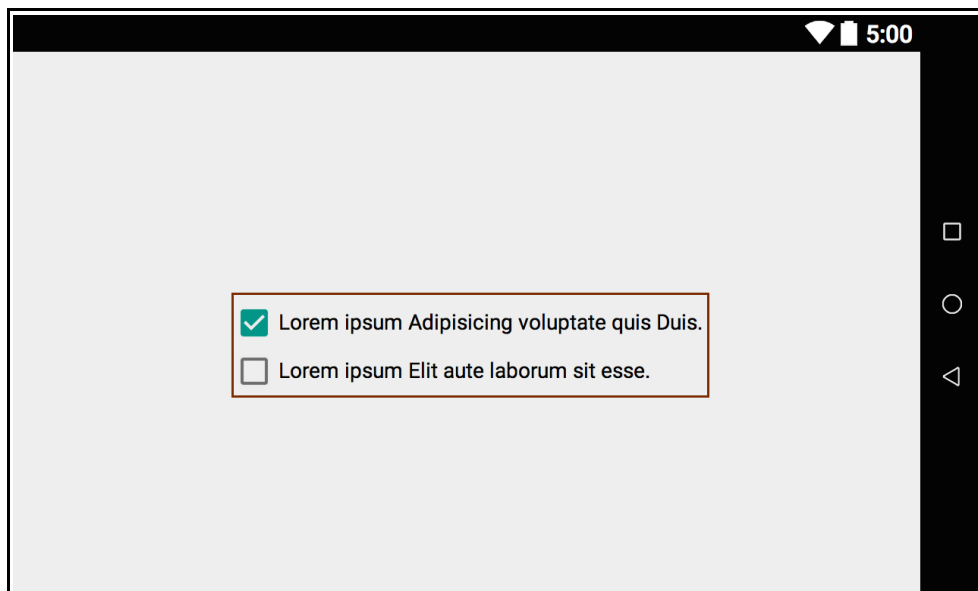 5:00
Lorem ipsum Adipisicing voluptate quis Duis.
Lorem ipsum Elit aute laborum sit esse.